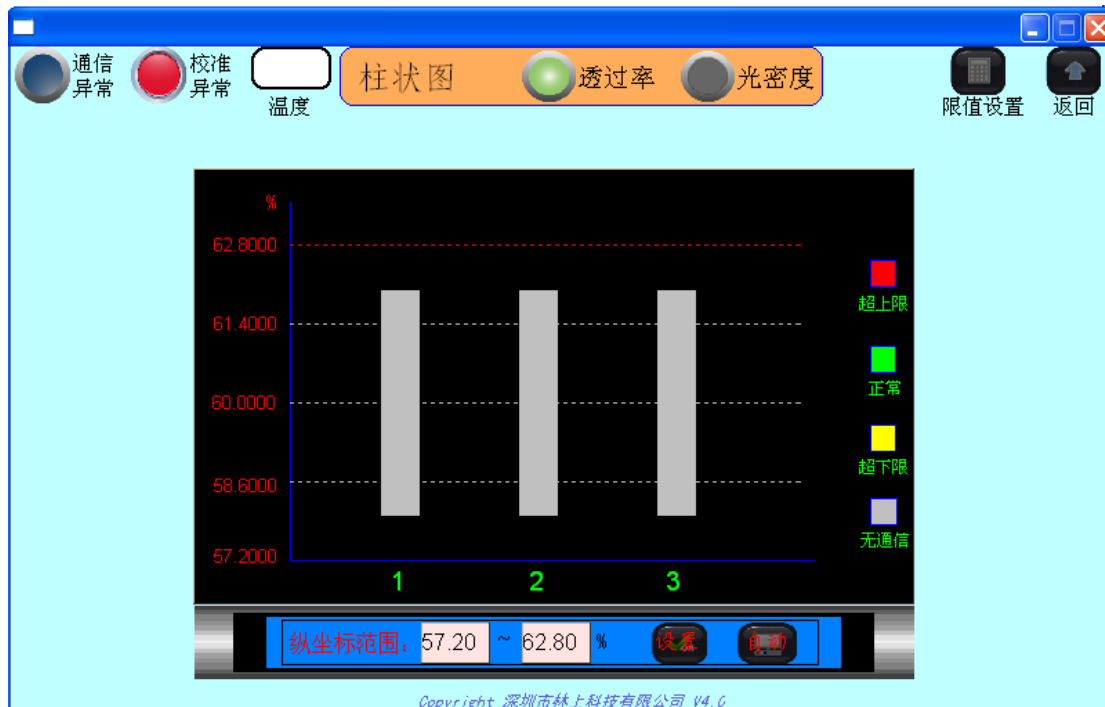 通信
异常
校准
异常
温度
柱状图
透过率
光密度
限值设置
返回
%
62.8000
61.4000
60.0000
58.6000
57.2000
1 2 3
超上限
正常
超下限
无通信
纵坐标范围: 57.20 ~ 62.80 % 设置 自动
Copyright 深圳市林上科技有限公司 V4.0